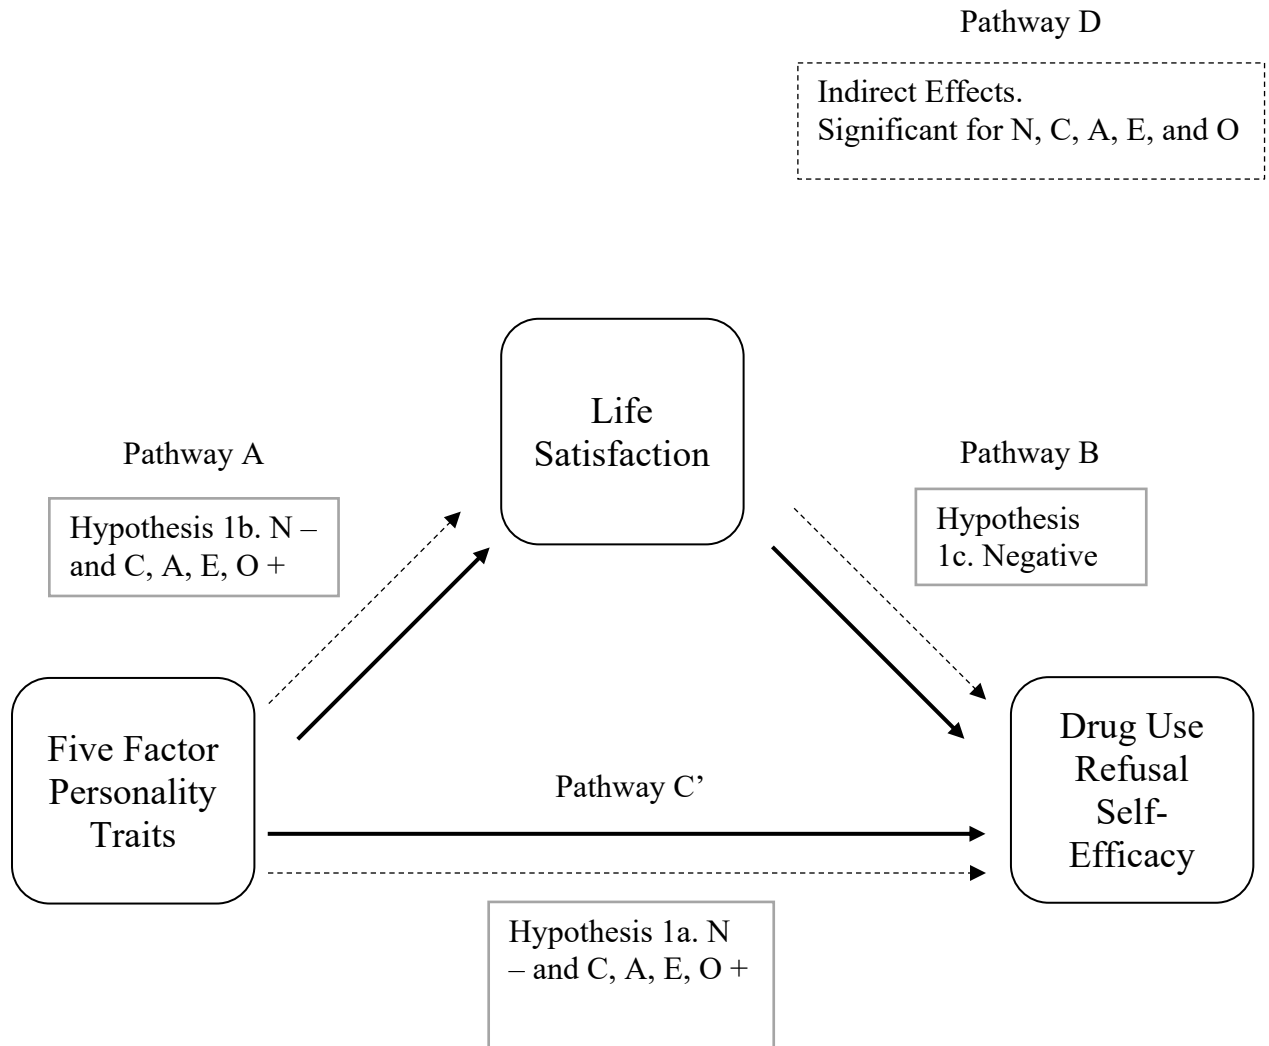 Pathway D
Indirect Effects.
Significant for N, C, A, E, and O
Life
Satisfaction
Pathway A
Hypothesis 1b. N –
and C, A, E, O +
Pathway B
Hypothesis
1c. Negative
Five Factor
Personality
Traits
Pathway C’
Drug Use
Refusal
Self-
Efficacy
Hypothesis 1a. N
– and C, A, E, O +